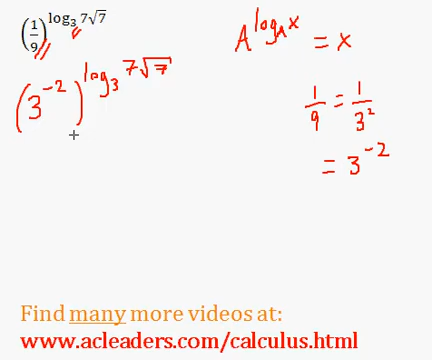 (1/9)^log₃ 7√7
A^log_A x = x
(3⁻²)^log₃ 7√7
1/9 = 1/3²
= 3⁻²
Find many more videos at:
www.acleaders.com/calculus.html